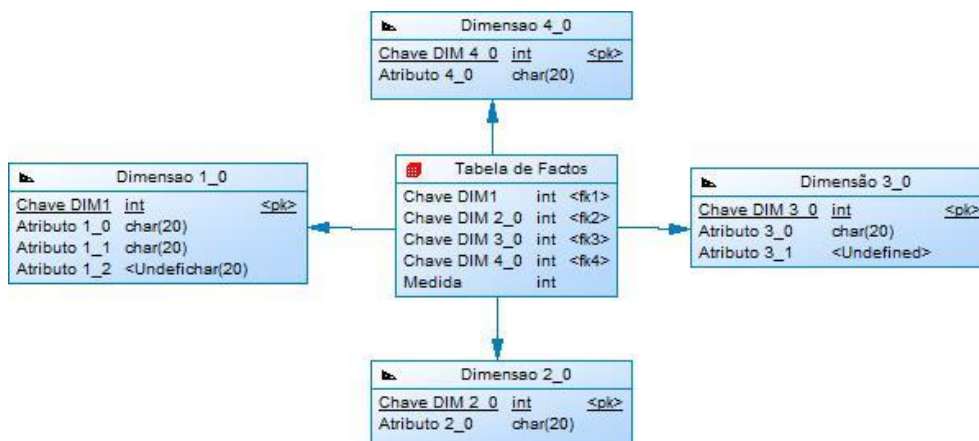 Dimensao 4_0
Chave DIM 4_0 int <pk>
Atributo 4_0 char(20)
Dimensao 1_0
Chave DIM1 int <pk>
Atributo 1_0 char(20)
Atributo 1_1 char(20)
Atributo 1_2 <Undefichar(20)
Tabela de Factos
Chave DIM1 int <fk1>
Chave DIM 2_0 int <fk2>
Chave DIM 3_0 int <fk3>
Chave DIM 4_0 int <fk4>
Medida int
Dimensão 3_0
Chave DIM 3_0 int <pk>
Atributo 3_0 char(20)
Atributo 3_1 <Undefined>
Dimensao 2_0
Chave DIM 2_0 int <pk>
Atributo 2_0 char(20)